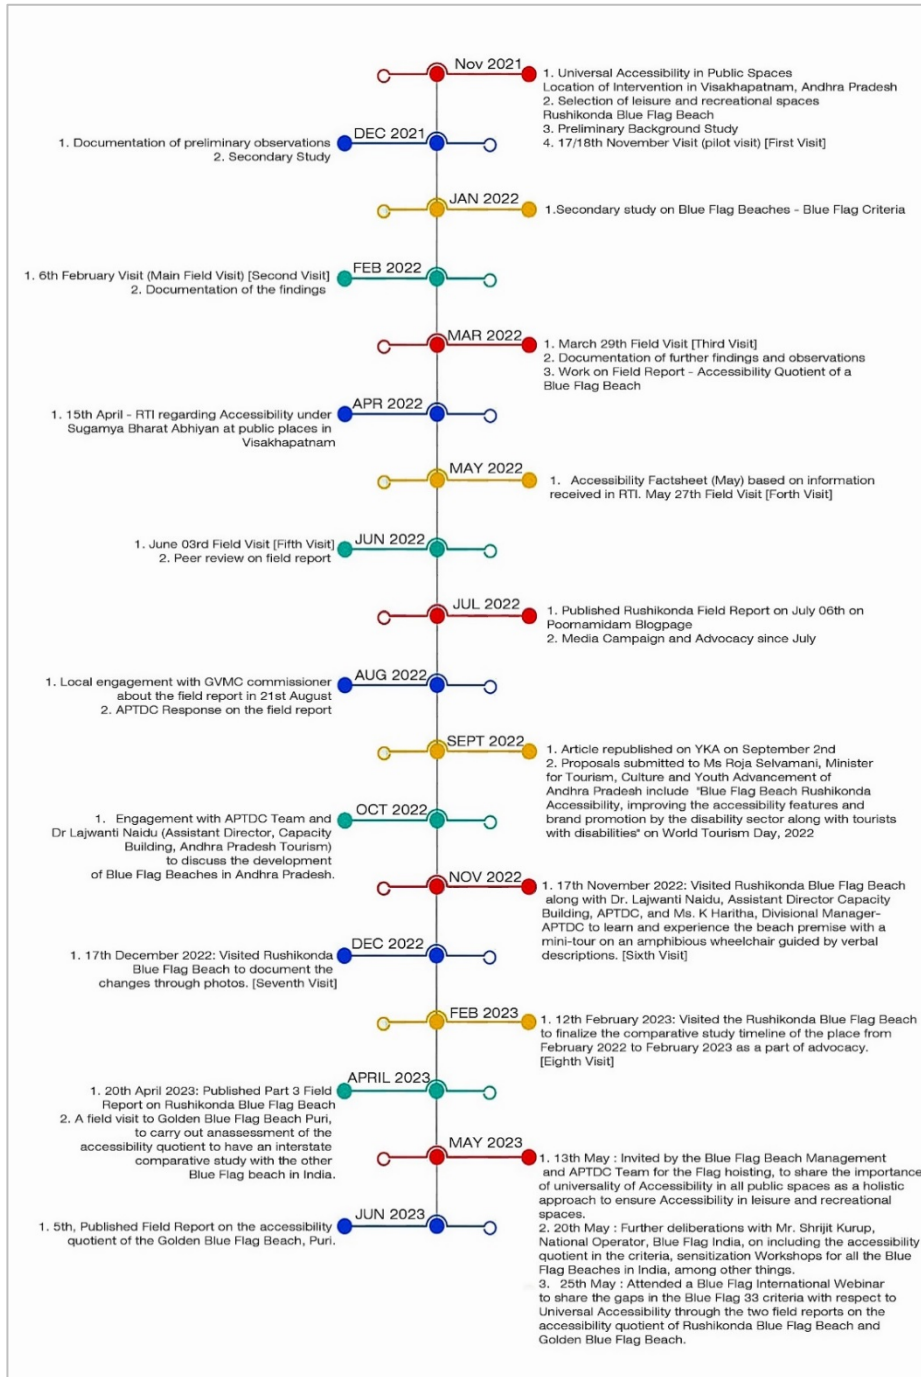 Nov 2021
1. Universal Accessibility in Public Spaces
Location of Intervention in Visakhapatnam, Andhra Pradesh
2. Selection of leisure and recreational spaces
Rushikonda Blue Flag Beach
3. Preliminary Background Study
4. 17/18th November Visit (pilot visit) [First Visit]
DEC 2021
1. Documentation of preliminary observations
2. Secondary Study
JAN 2022
1.Secondary study on Blue Flag Beaches - Blue Flag Criteria
FEB 2022
1. 6th February Visit (Main Field Visit) [Second Visit]
2. Documentation of the findings
MAR 2022
1. March 29th Field Visit [Third Visit]
2. Documentation of further findings and observations
3. Work on Field Report - Accessibility Quotient of a
Blue Flag Beach
APR 2022
1. 15th April - RTI regarding Accessibility under
Sugamya Bharat Abhiyan at public places in
Visakhapatnam
MAY 2022
1. Accessibility Factsheet (May) based on information
received in RTI. May 27th Field Visit [Forth Visit]
JUN 2022
1. June 03rd Field Visit [Fifth Visit]
2. Peer review on field report
JUL 2022
1. Published Rushikonda Field Report on July 06th on
Poornamidam Blogpage
2. Media Campaign and Advocacy since July
AUG 2022
1. Local engagement with GVMC commissioner
about the field report in 21st August
2. APTDC Response on the field report
SEPT 2022
1. Article republished on YKA on September 2nd
2. Proposals submitted to Ms Roja Selvamani, Minister
for Tourism, Culture and Youth Advancement of
Andhra Pradesh include "Blue Flag Beach Rushikonda
Accessibility, improving the accessibility features and
brand promotion by the disability sector along with tourists
with disabilities" on World Tourism Day, 2022
OCT 2022
1. Engagement with APTDC Team and
Dr Lajwanti Naidu (Assistant Director, Capacity
Building, Andhra Pradesh Tourism)
to discuss the development
of Blue Flag Beaches in Andhra Pradesh.
NOV 2022
1. 17th November 2022: Visited Rushikonda Blue Flag Beach
along with Dr. Lajwanti Naidu, Assistant Director Capacity
Building, APTDC, and Ms. K Haritha, Divisional Manager-
APTDC to learn and experience the beach premise with a
mini-tour on an amphibious wheelchair guided by verbal
descriptions. [Sixth Visit]
DEC 2022
1. 17th December 2022: Visited Rushikonda
Blue Flag Beach to document the
changes through photos. [Seventh Visit]
FEB 2023
1. 12th February 2023: Visited the Rushikonda Blue Flag Beach
to finalize the comparative study timeline of the place from
February 2022 to February 2023 as a part of advocacy.
[Eighth Visit]
APRIL 2023
1. 20th April 2023: Published Part 3 Field
Report on Rushikonda Blue Flag Beach
2. A field visit to Golden Blue Flag Beach Puri,
to carry out anassessment of the
accessibility quotient to have an interstate
comparative study with the other
Blue Flag beach in India.
MAY 2023
1. 13th May : Invited by the Blue Flag Beach Management
and APTDC Team for the Flag hoisting, to share the importance
of universality of Accessibility in all public spaces as a holistic
approach to ensure Accessibility in leisure and recreational
spaces.
2. 20th May : Further deliberations with Mr. Shrijit Kurup,
National Operator, Blue Flag India, on including the accessibility
quotient in the criteria, sensitization Workshops for all the Blue
Flag Beaches in India, among other things.
3. 25th May : Attended a Blue Flag International Webinar
to share the gaps in the Blue Flag 33 criteria with respect to
Universal Accessibility through the two field reports on the
accessibility quotient of Rushikonda Blue Flag Beach and
Golden Blue Flag Beach.
JUN 2023
1. 5th, Published Field Report on the accessibility
quotient of the Golden Blue Flag Beach, Puri.